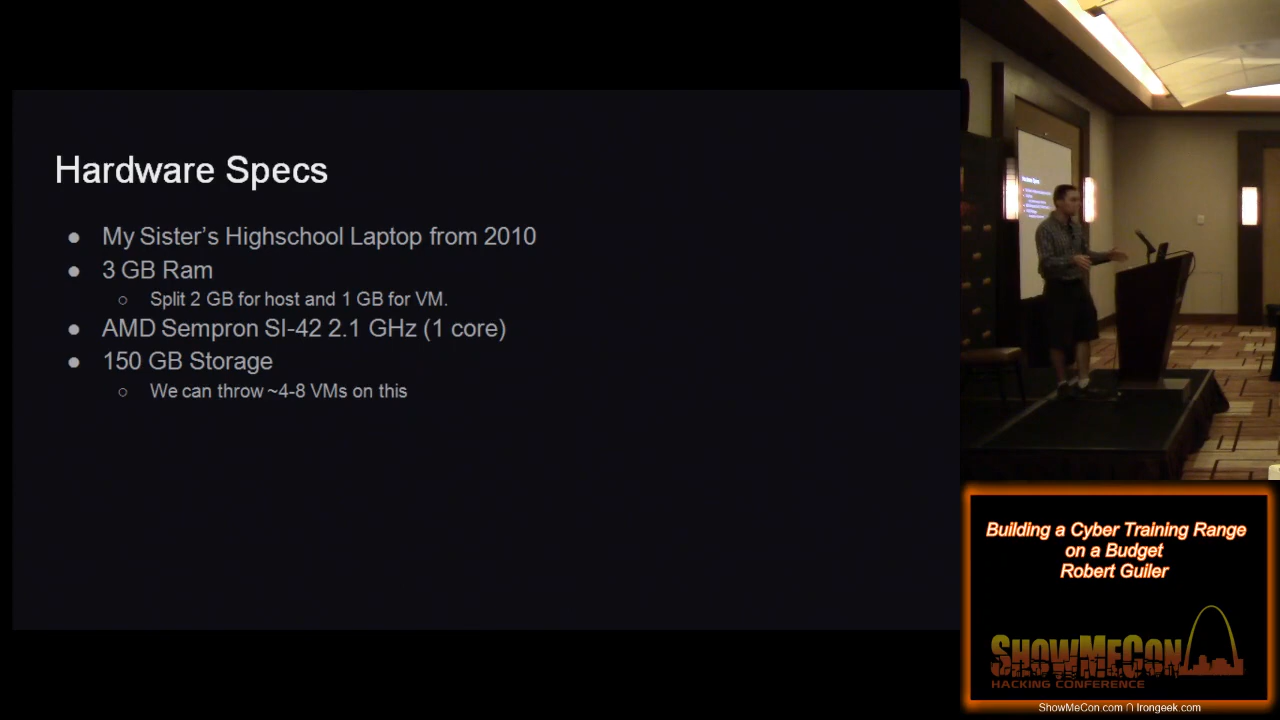 Hardware Specs
● My Sister's Highschool Laptop from 2010
● 3 GB Ram
○ Split 2 GB for host and 1 GB for VM.
● AMD Sempron SI-42 2.1 GHz (1 core)
● 150 GB Storage
○ We can throw ~4-8 VMs on this
Hardware Specs
Building a Cyber Training Range
on a Budget
Robert Guiler
SHOWMECON
HACKING CONFERENCE
ShowMeCon.com ∩ Irongeek.com